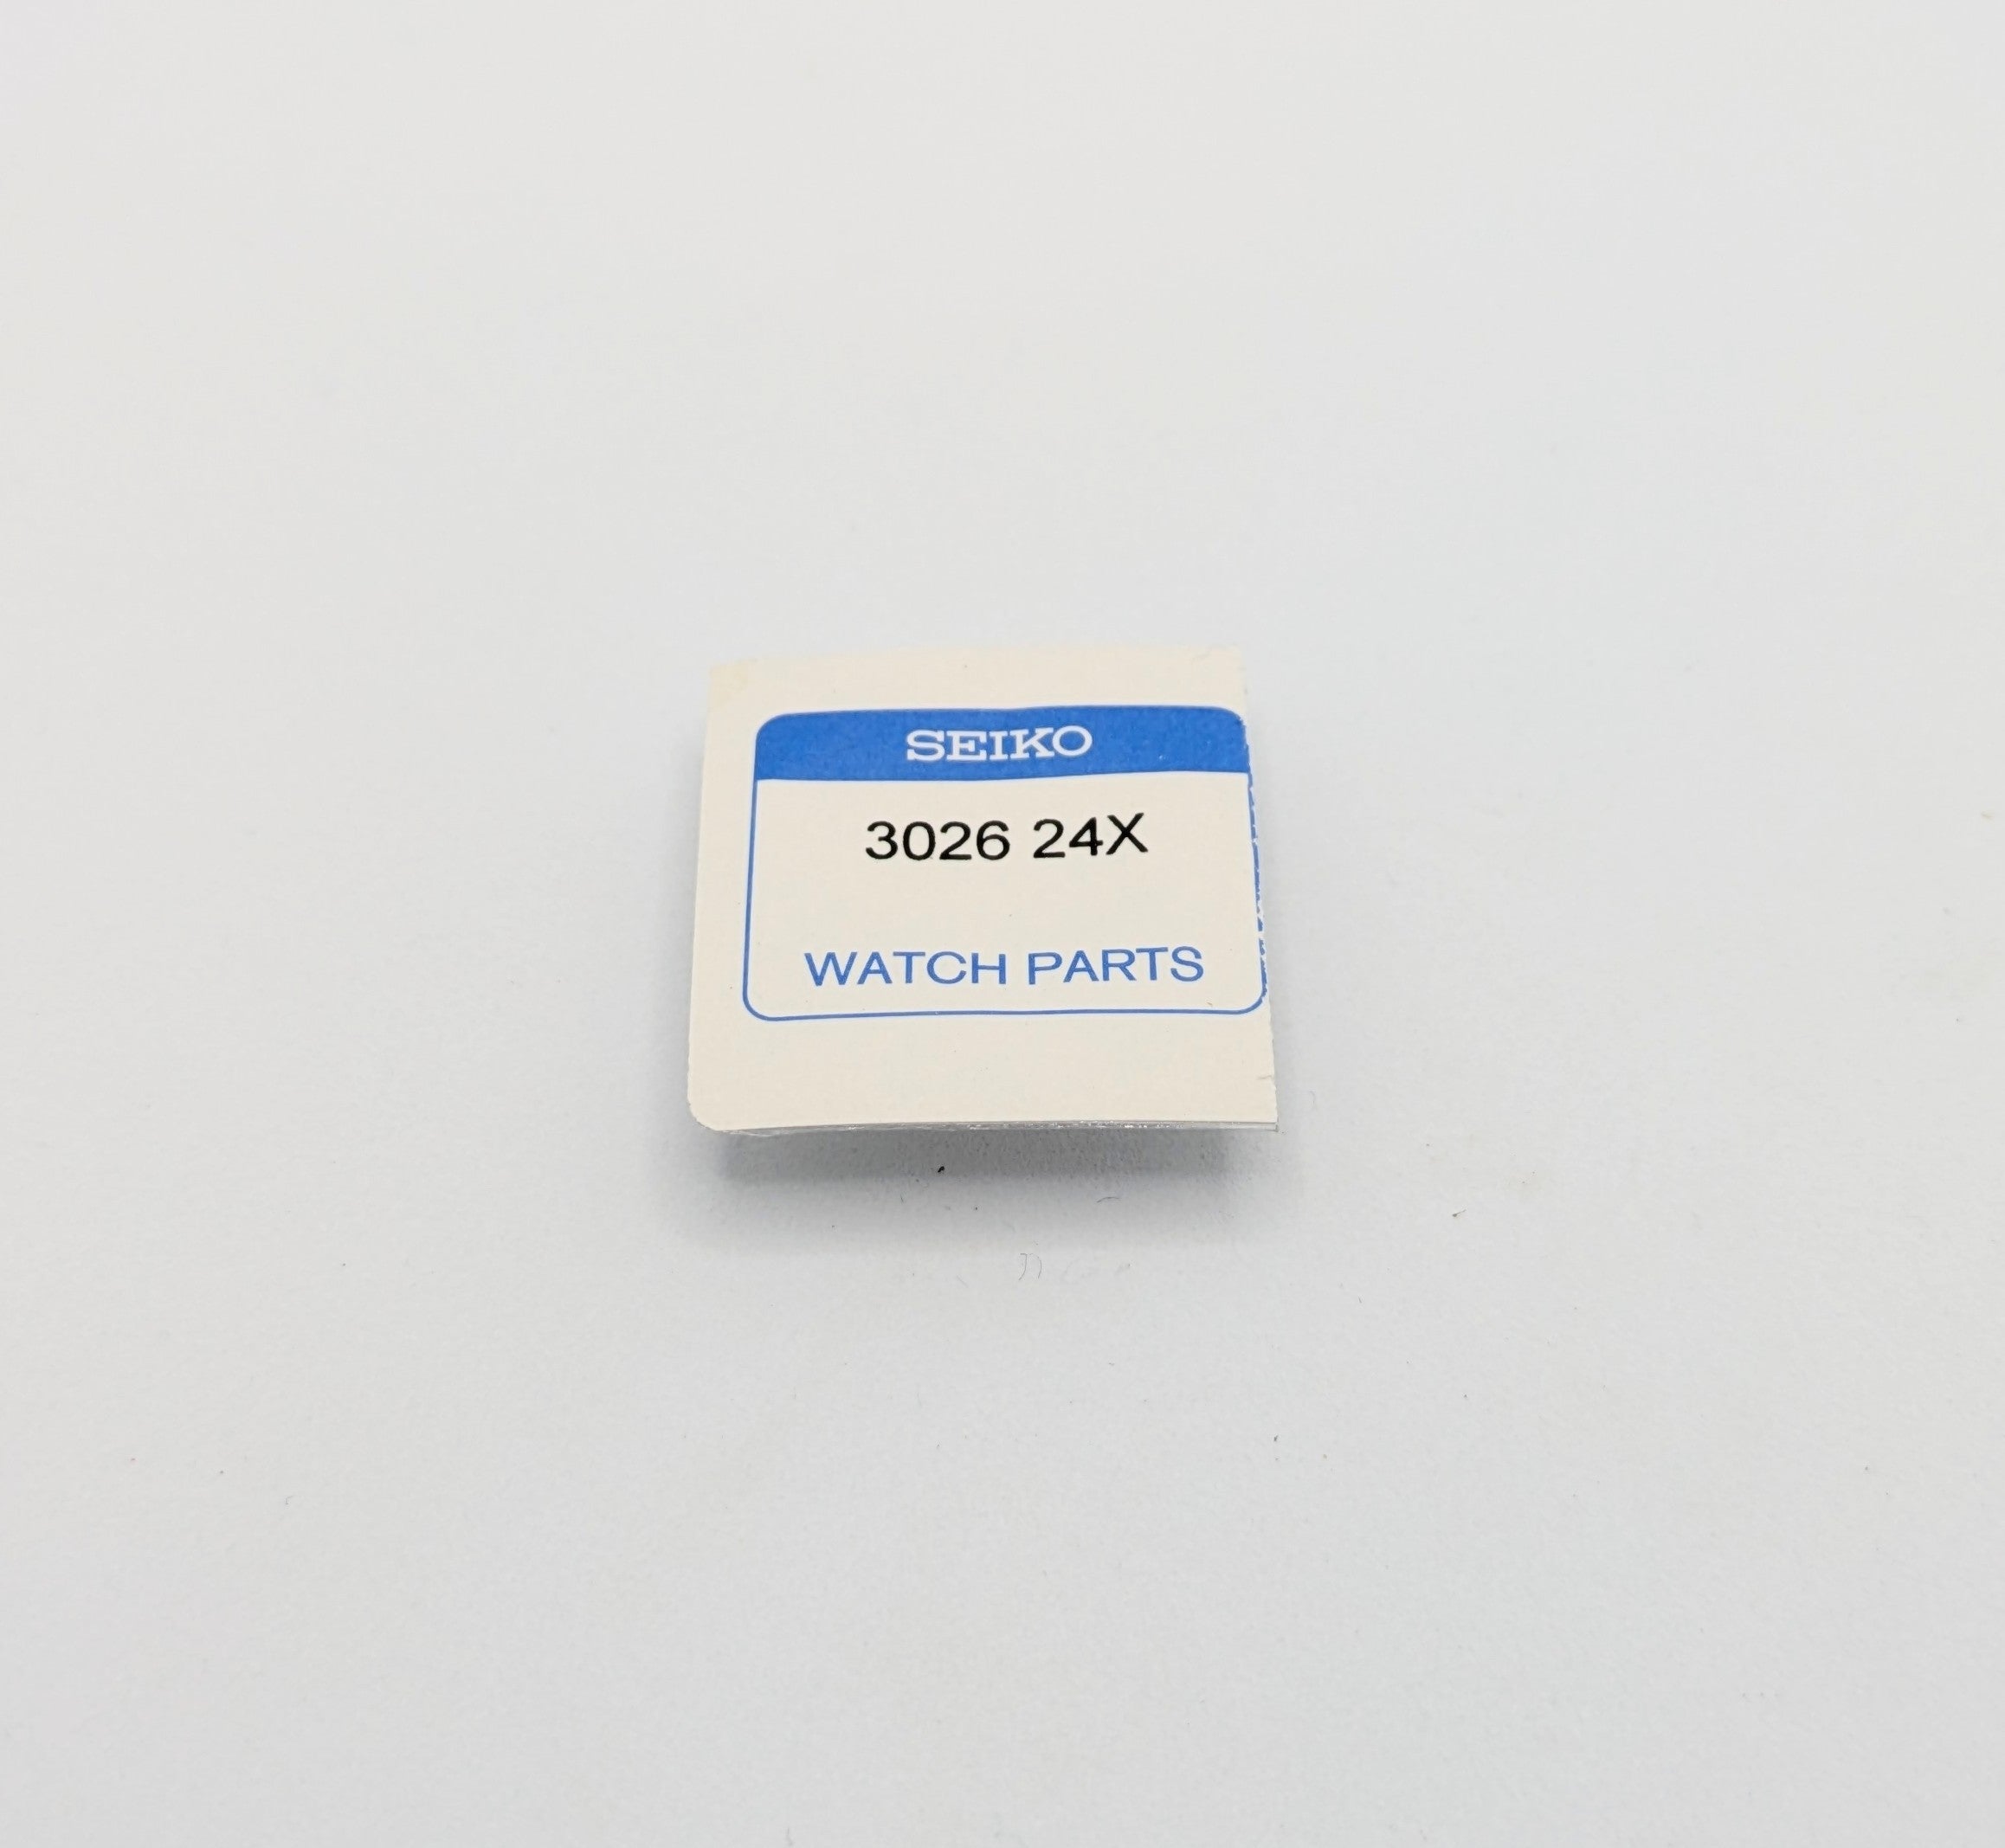 SEIKO
3026 24X
WATCH PARTS